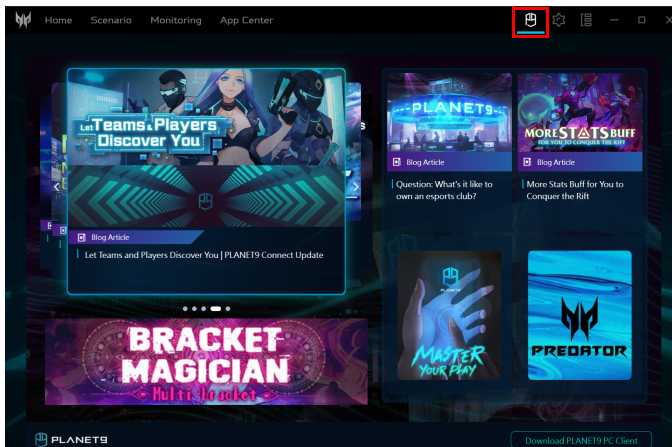 Home Scenario Monitoring App Center
Let Teams & Players
Discover You
Blog Article
Let Teams and Players Discover You | PLANET9 Connect Update
PLANET9
Blog Article
Question: What's it like to
own an esports club?
MORE STATS BUFF
FOR YOU TO CONQUER THE RIFT
Blog Article
More Stats Buff for You to
Conquer the Rift
BRACKET
MAGICIAN
Multi bracket
PLANET9
MASTER
YOUR PLAY
PREDATOR
PLANET9
Download PLANET9 PC Client